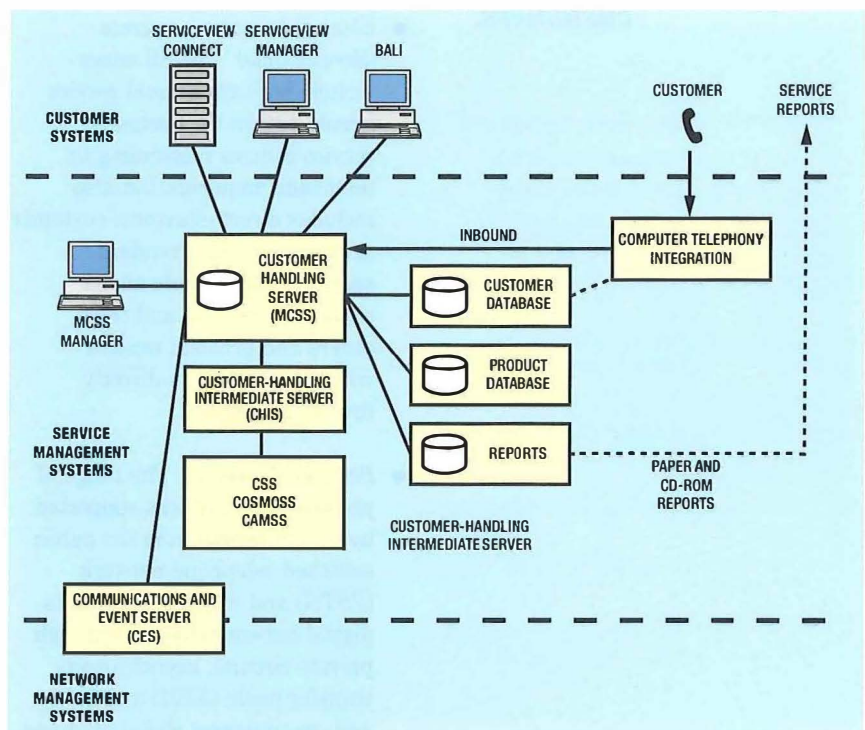 SERVICEVIEW
CONNECT
SERVICEVIEW
MANAGER
BALI
CUSTOMER
SERVICE
REPORTS
CUSTOMER
SYSTEMS
INBOUND
COMPUTER TELEPHONY
INTEGRATION
CUSTOMER
HANDLING
SERVER
(MCSS)
MCSS
MANAGER
CUSTOMER
DATABASE
PRODUCT
DATABASE
CUSTOMER-HANDLING
INTERMEDIATE SERVER
(CHIS)
SERVICE
MANAGEMENT
SYSTEMS
REPORTS
PAPER AND
CD-ROM
REPORTS
CSS
COSMOSS
CAMSS
CUSTOMER-HANDLING
INTERMEDIATE SERVER
COMMUNICATIONS AND
EVENT SERVER
(CES)
NETWORK
MANAGEMENT
SYSTEMS